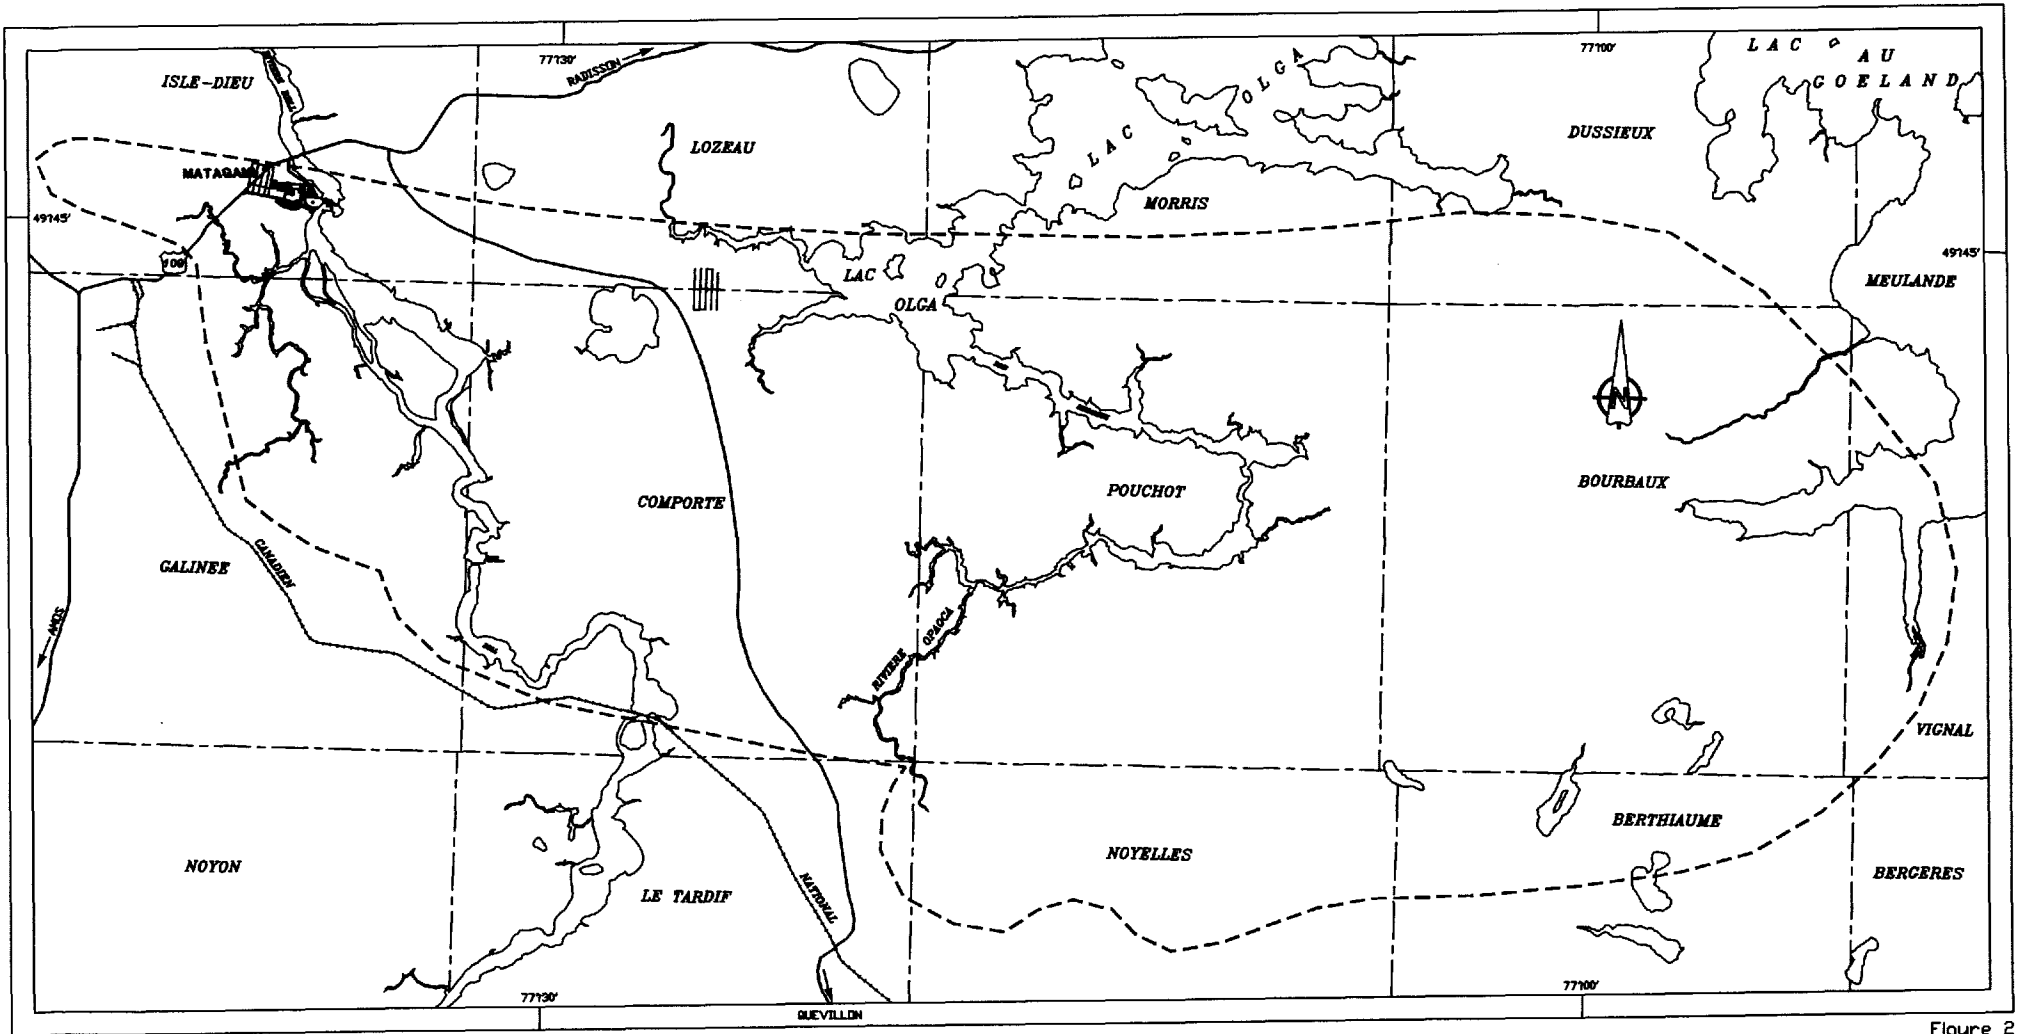 77°30'
77°00'
LAC
AU
GOELAND
ISLE-DIEU
RADISSON
LAC OLGA
DUSSIEUX
LOZEAU
MATAGAMI
MORRIS
49°45'
49°45'
109
LAC
OLGA
MEULANDE
N
POUCHOT
BOURBAUX
COMPORTE
CANADIEN
GALINEE
AMOS
RIVIERE OPAOCA
VIGNAL
BERTHIAUME
NOYELLES
NOYON
LE TARDIF
NATIONAL
BERGERES
77°30'
77°00'
QUEVILLON
Figure 2